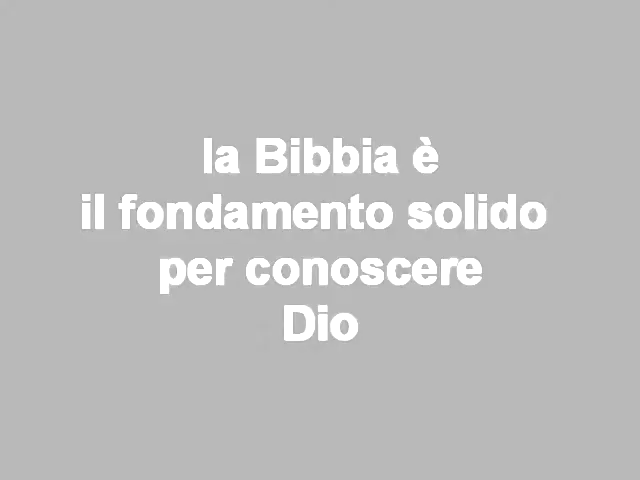 la Bibbia è
il fondamento solido
per conoscere
Dio